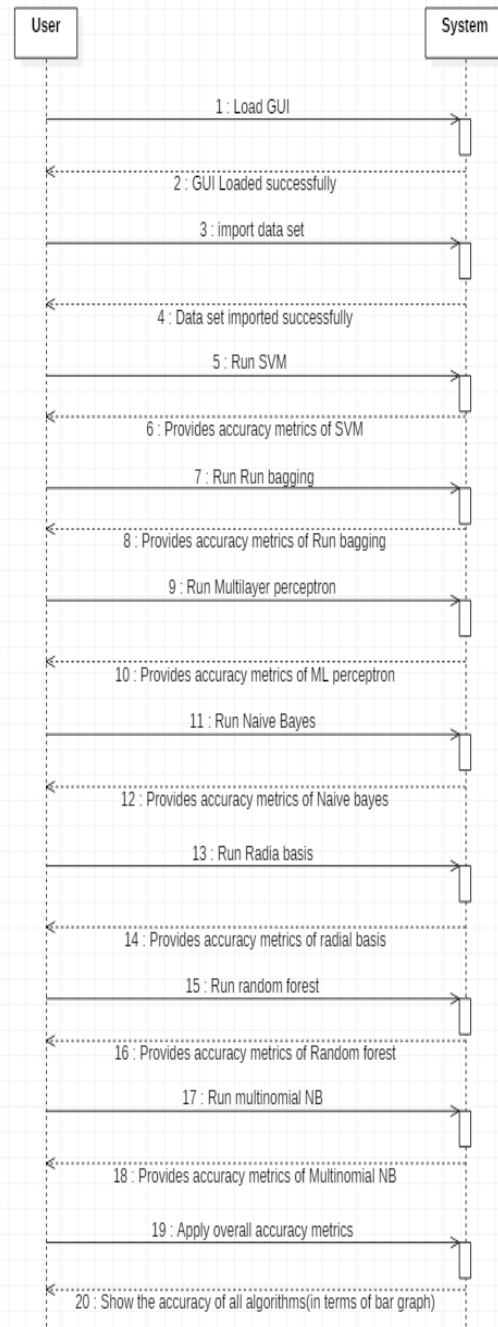 User
System
1 : Load GUI
2 : GUI Loaded successfully
3 : import data set
4 : Data set imported successfully
5 : Run SVM
6 : Provides accuracy metrics of SVM
7 : Run Run bagging
8 : Provides accuracy metrics of Run bagging
9 : Run Multilayer perceptron
10 : Provides accuracy metrics of ML perceptron
11 : Run Naive Bayes
12 : Provides accuracy metrics of Naive bayes
13 : Run Radia basis
14 : Provides accuracy metrics of radial basis
15 : Run random forest
16 : Provides accuracy metrics of Random forest
17 : Run multinomial NB
18 : Provides accuracy metrics of Multinomial NB
19 : Apply overall accuracy metrics
20 : Show the accuracy of all algorithms(in terms of bar graph)